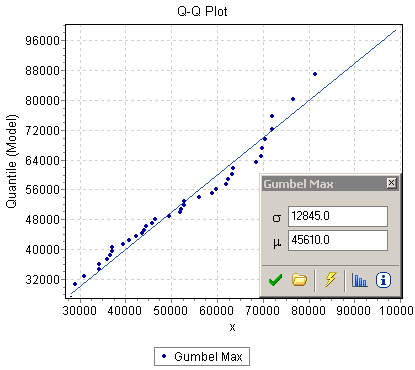 Q-Q Plot
96000
88000
80000
72000
64000
56000
48000
40000
32000
Quantile (Model)
30000 40000 50000 60000 70000 80000 90000 100000
x
Gumbel Max
Gumbel Max
σ 12845.0
μ 45610.0